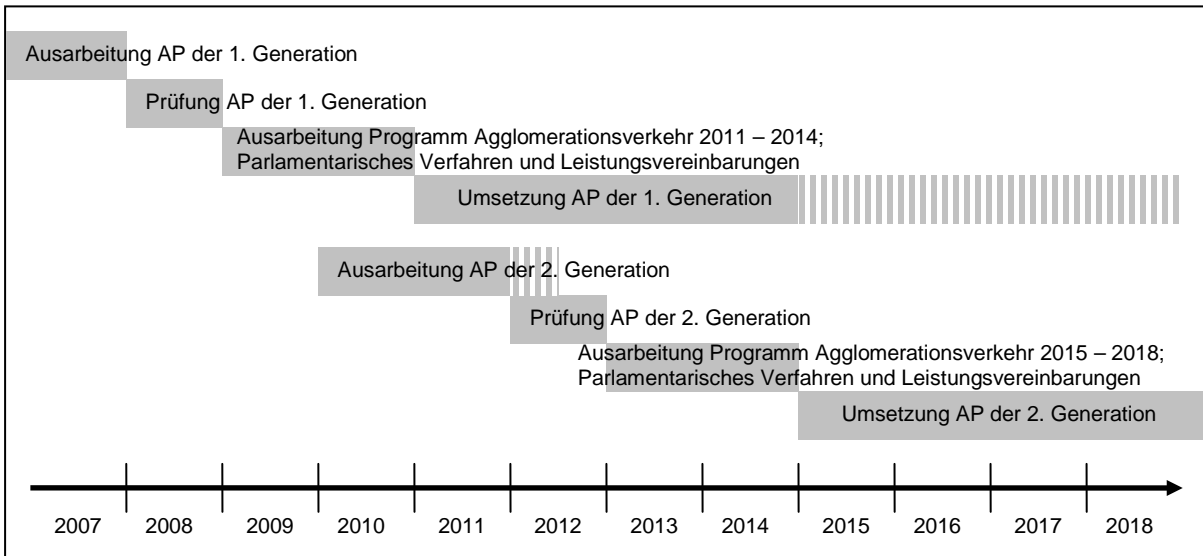 Ausarbeitung AP der 1. Generation
Prüfung AP der 1. Generation
Ausarbeitung Programm Agglomerationsverkehr 2011 – 2014;
Parlamentarisches Verfahren und Leistungsvereinbarungen
Umsetzung AP der 1. Generation
Ausarbeitung AP der 2. Generation
Prüfung AP der 2. Generation
Ausarbeitung Programm Agglomerationsverkehr 2015 – 2018;
Parlamentarisches Verfahren und Leistungsvereinbarungen
Umsetzung AP der 2. Generation
2007 2008 2009 2010 2011 2012 2013 2014 2015 2016 2017 2018